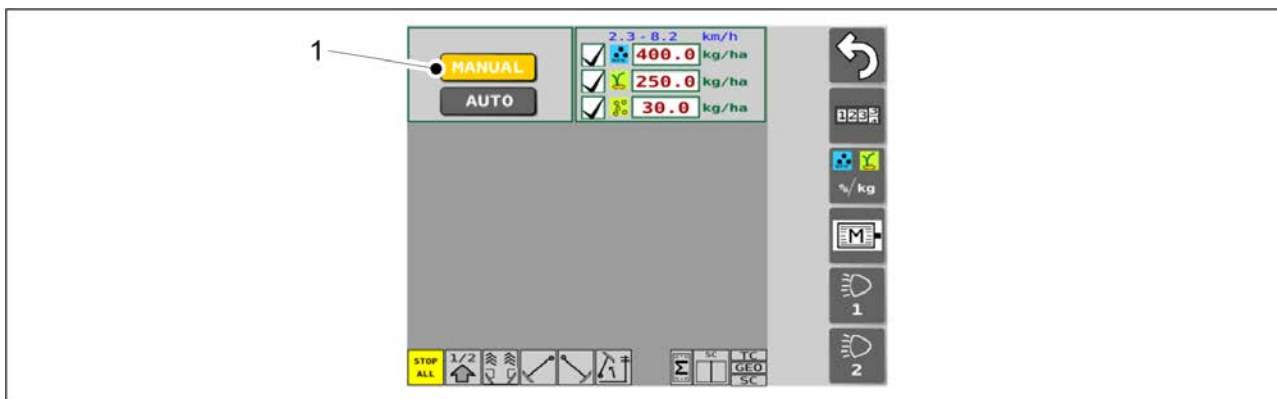 1
MANUAL
AUTO
2.3 - 8.2 km/h
400.0 kg/ha
250.0 kg/ha
30.0 kg/ha
%/kg
M
1
2
STOP
ALL
1/2
Σ
SC
TC
GEO
SC